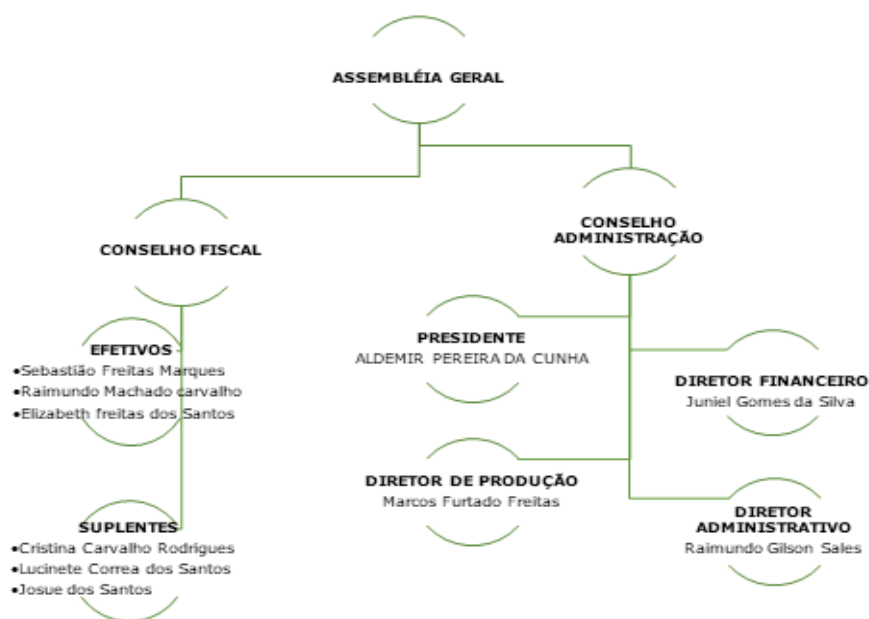 ASSEMBLÉIA GERAL
CONSELHO FISCAL
EFETIVOS
•Sebastião Freitas Marques
•Raimundo Machado carvalho
•Elizabeth freitas dos Santos
SUPLENTES
•Cristina Carvalho Rodrigues
•Lucinete Correa dos Santos
•Josue dos Santos
CONSELHO
ADMINISTRAÇÃO
PRESIDENTE
ALDEMIR PEREIRA DA CUNHA
DIRETOR FINANCEIRO
Juniel Gomes da Silva
DIRETOR DE PRODUÇÃO
Marcos Furtado Freitas
DIRETOR
ADMINISTRATIVO
Raimundo Gilson Sales